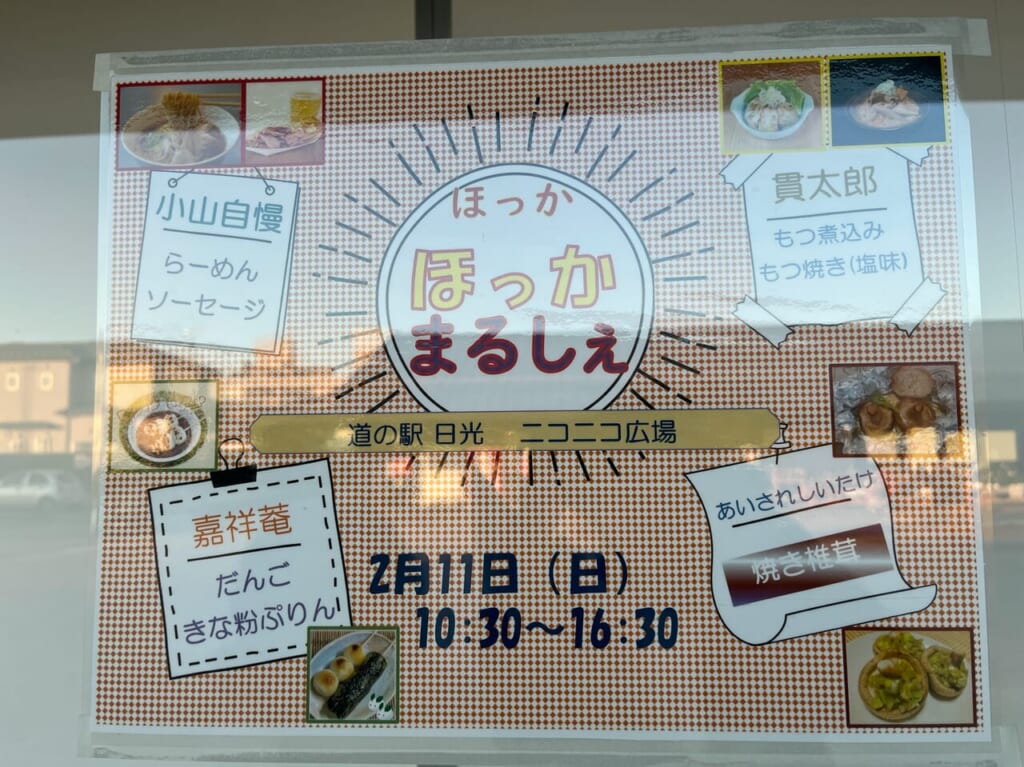 ほっか
ほっか
まるしぇ
道の駅 日光 ニコニコ広場
小山自慢
らーめん
ソーセージ
貫太郎
もつ煮込み
もつ焼き(塩味)
嘉祥菴
だんご
きな粉ぷりん
あいされしいたけ
焼き椎茸
2月11日（日）
10:30～16:30